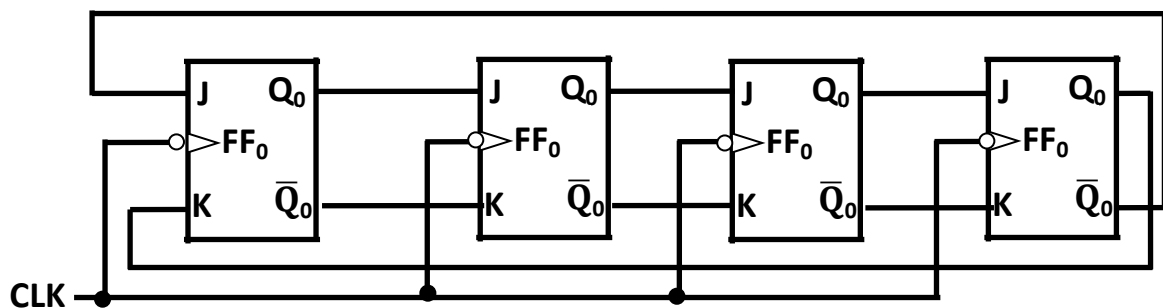 J Q₀ J Q₀ J Q₀ J Q₀
FF₀ FF₀ FF₀ FF₀
K Q̅₀ K Q̅₀ K Q̅₀ K Q̅₀
CLK